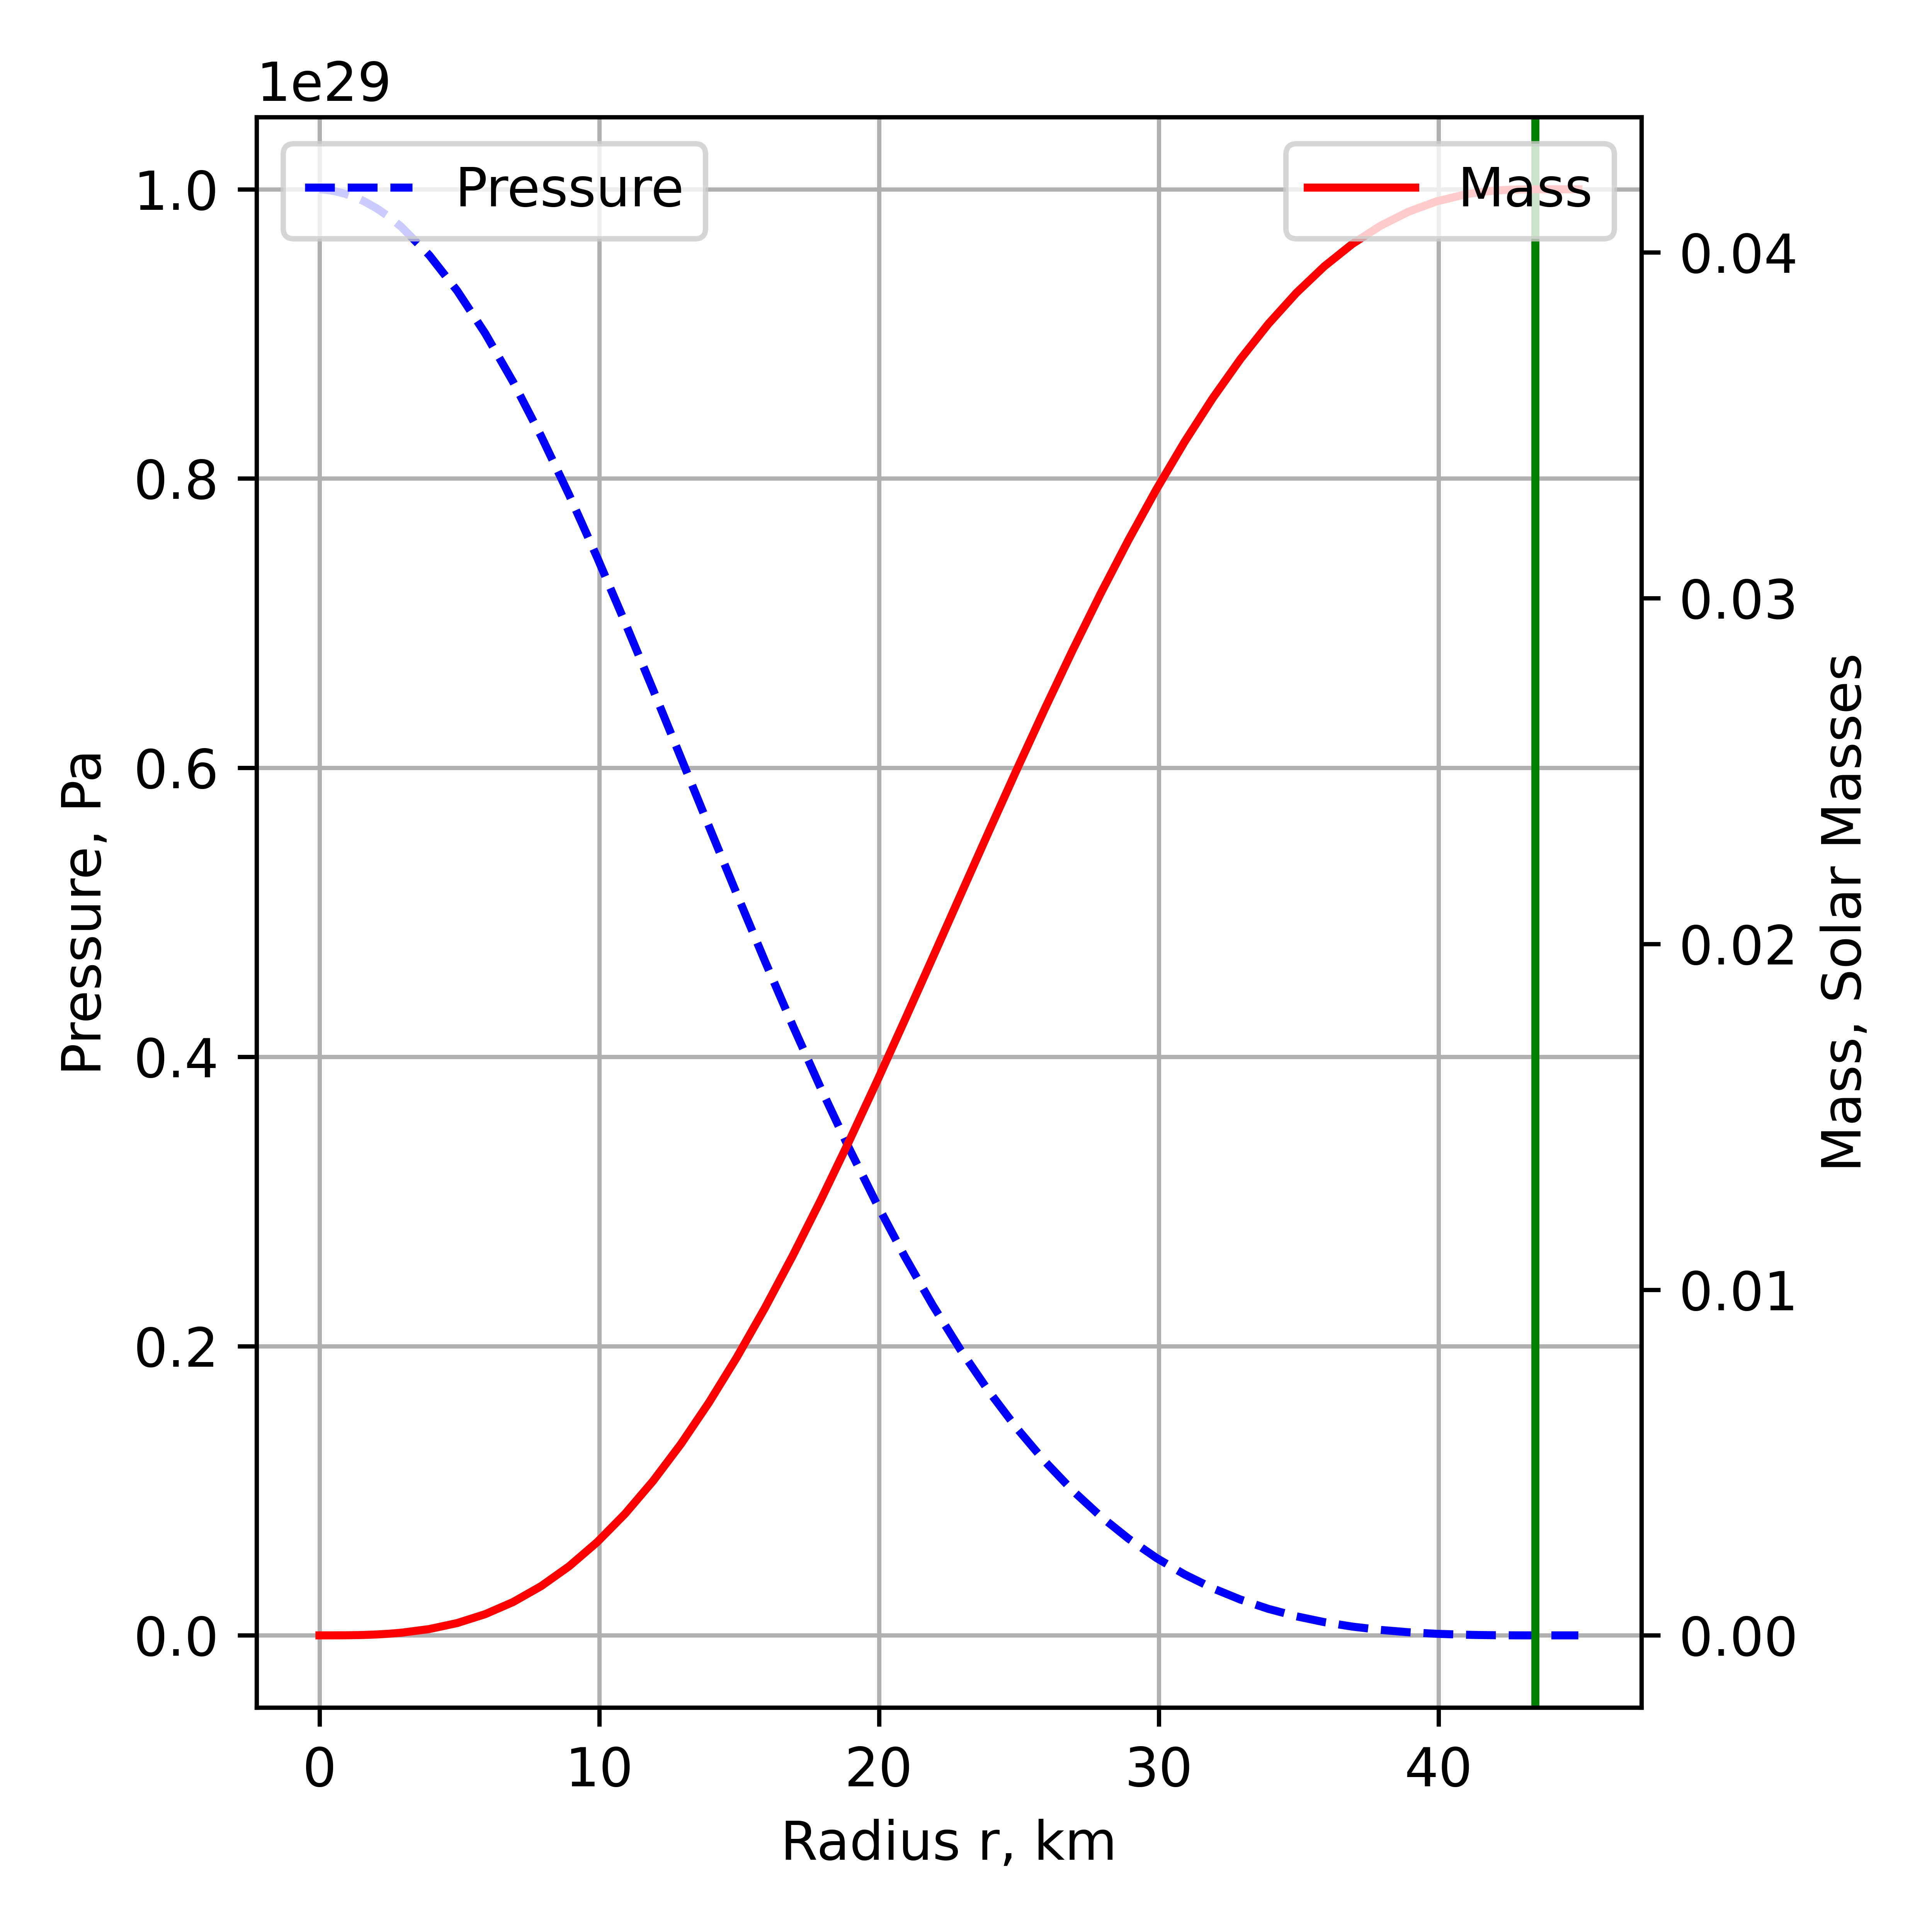 1e29
Pressure
Mass
1.0
0.8
0.6
0.4
0.2
0.0
Pressure, Pa
0.04
0.03
0.02
0.01
0.00
Mass, Solar Masses
0 10 20 30 40
Radius r, km